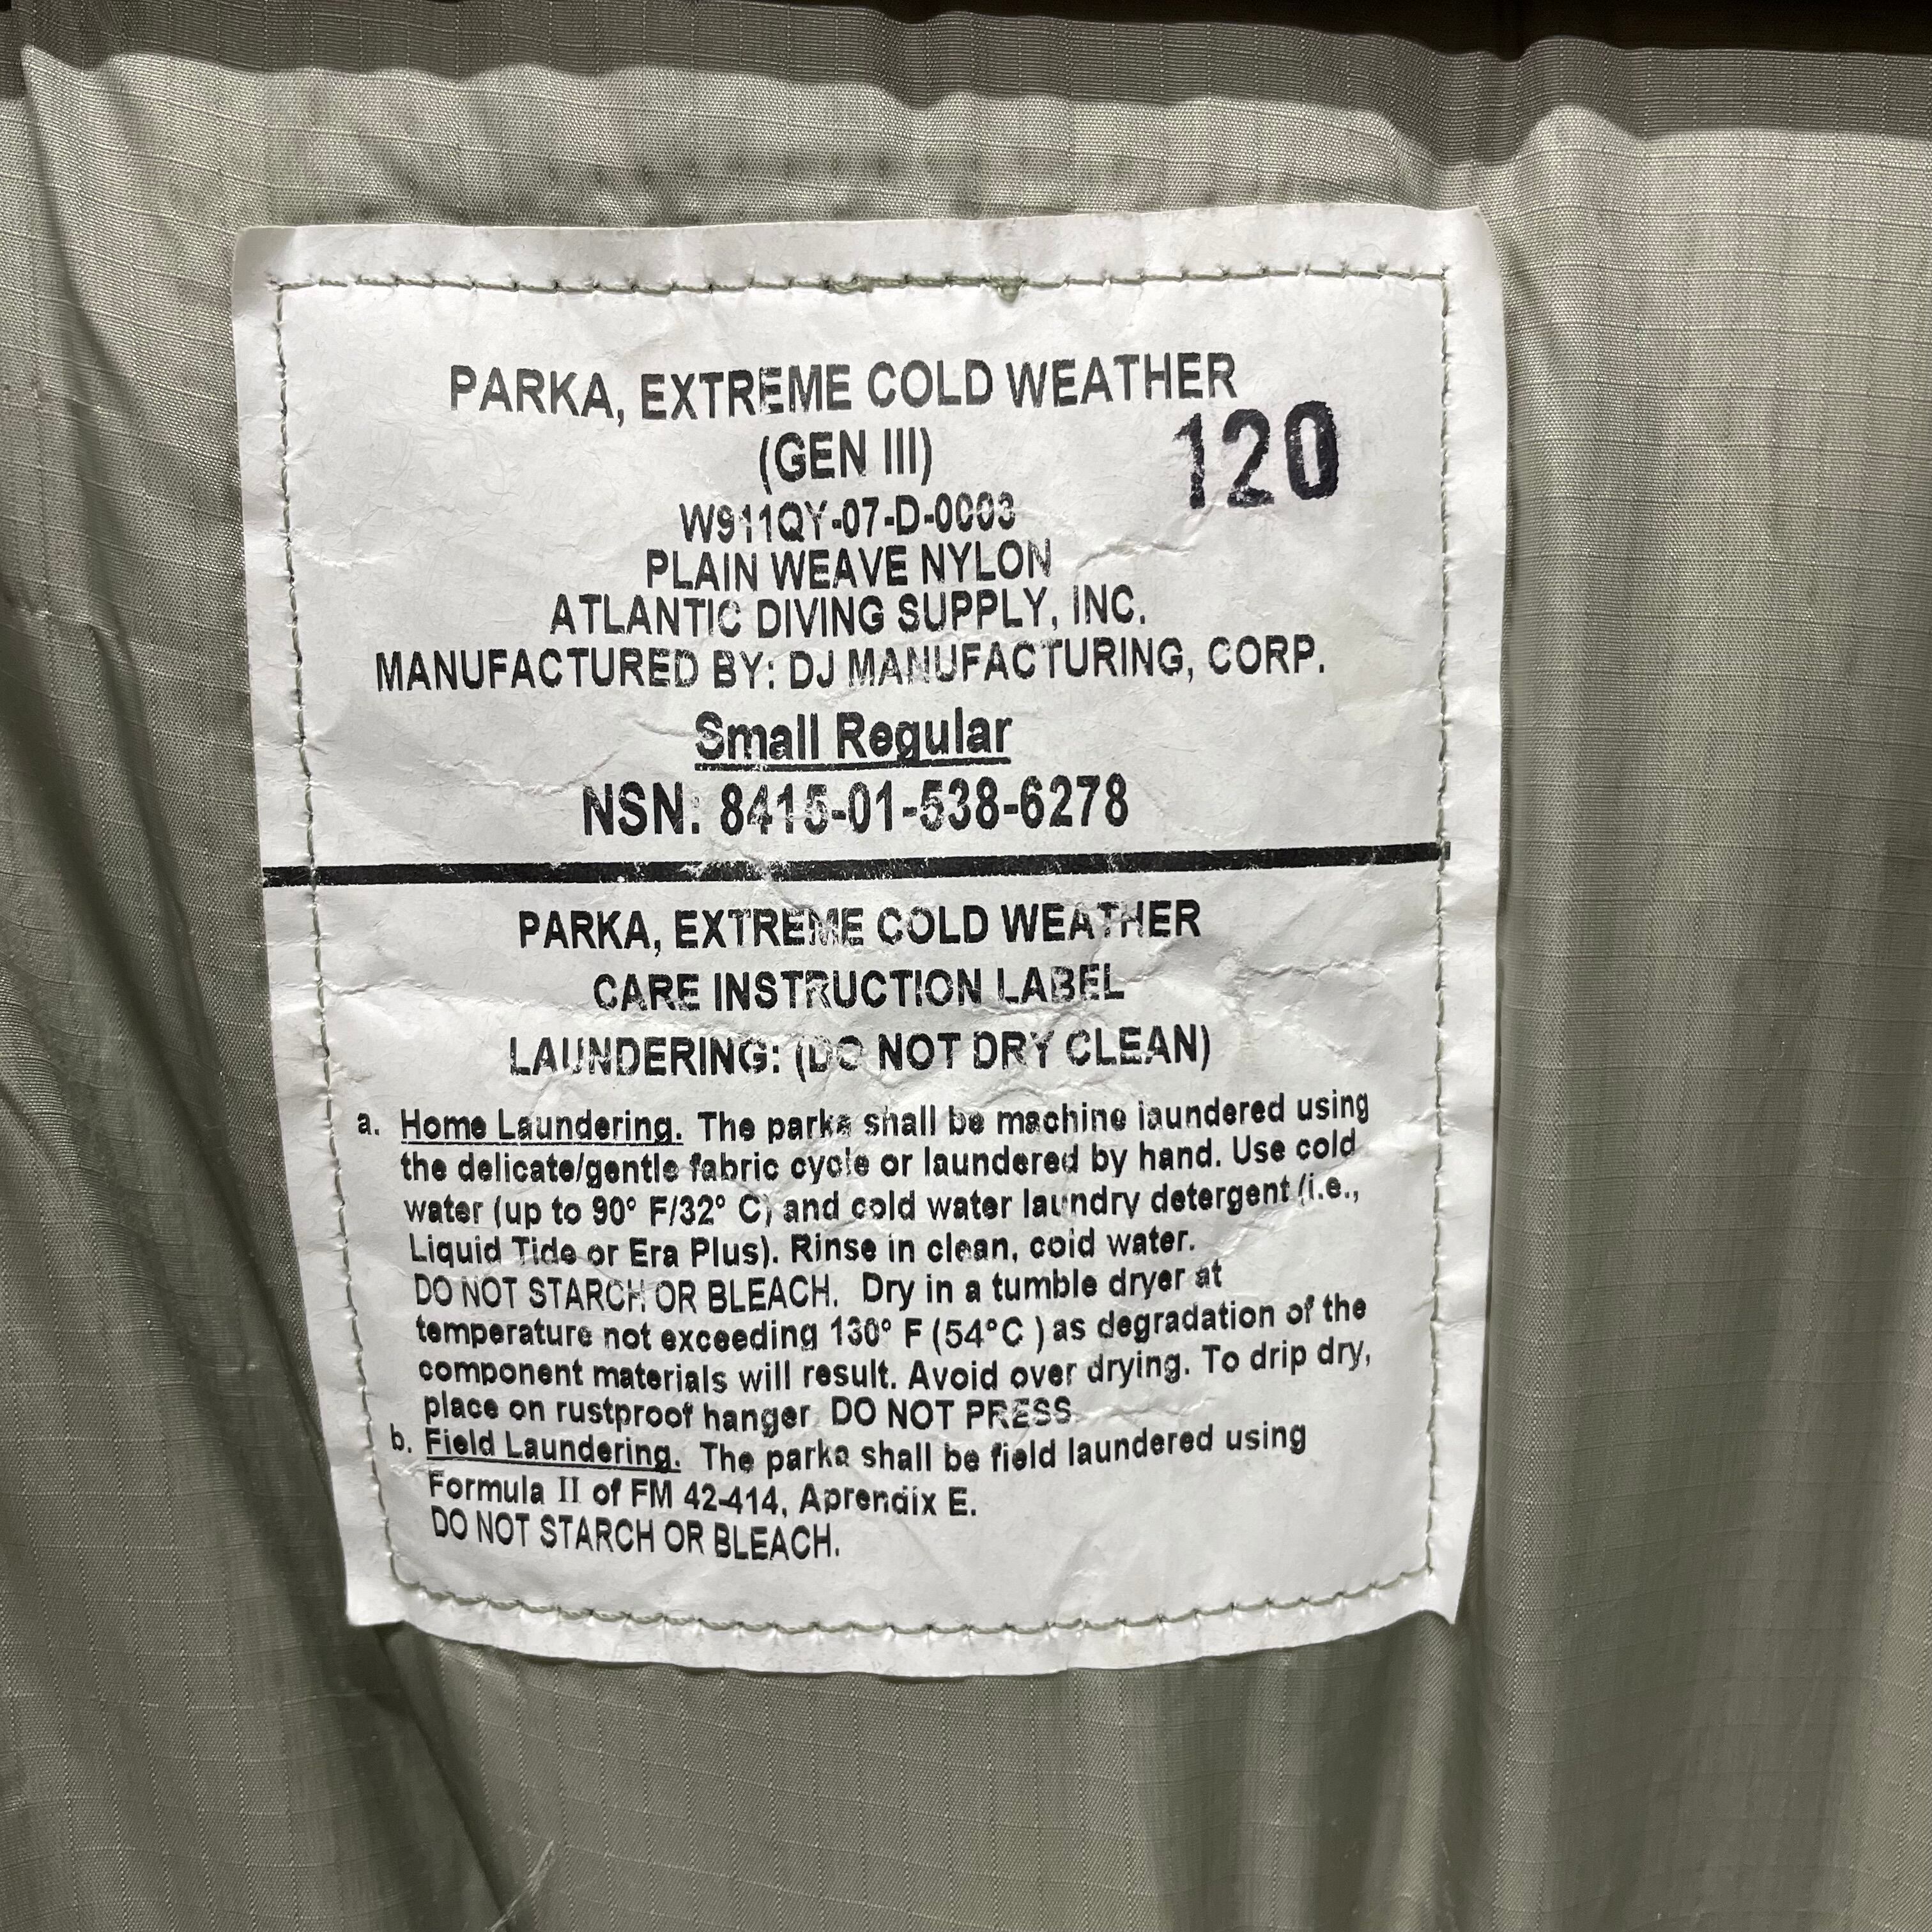 PARKA, EXTREME COLD WEATHER
(GEN III)
120
W911QY-07-D-0003
PLAIN WEAVE NYLON
ATLANTIC DIVING SUPPLY, INC.
MANUFACTURED BY: DJ MANUFACTURING, CORP.
Small Regular
NSN: 8415-01-538-6278
PARKA, EXTREME COLD WEATHER
CARE INSTRUCTION LABEL
LAUNDERING: (DO NOT DRY CLEAN)
a. Home Laundering. The parka shall be machine laundered using
the delicate/gentle fabric cycle or laundered by hand. Use cold
water (up to 90° F/32° C) and cold water laundry detergent (i.e.,
Liquid Tide or Era Plus). Rinse in clean, cold water.
DO NOT STARCH OR BLEACH. Dry in a tumble dryer at
temperature not exceeding 130° F (54°C ) as degradation of the
component materials will result. Avoid over drying. To drip dry,
place on rustproof hanger. DO NOT PRESS.
b. Field Laundering. The parka shall be field laundered using
Formula II of FM 42-414, Appendix E.
DO NOT STARCH OR BLEACH.